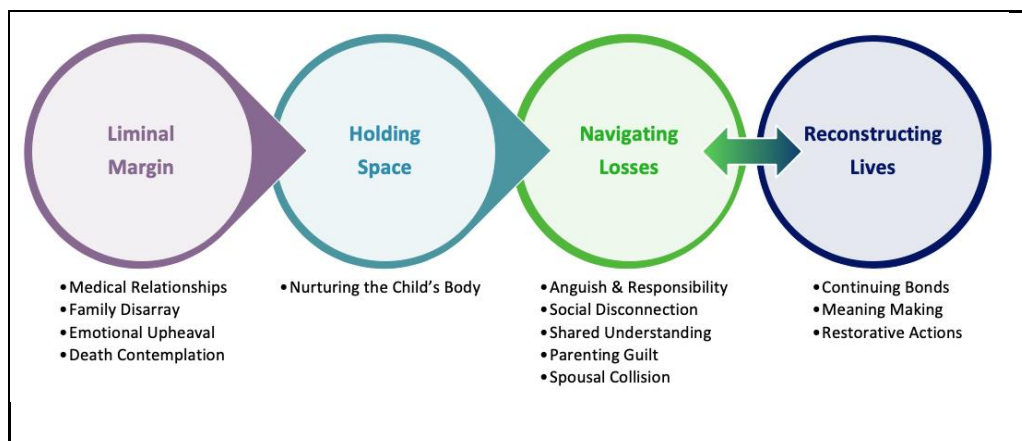 Liminal
Margin
Holding
Space
Navigating
Losses
Reconstructing
Lives
•Medical Relationships
•Family Disarray
•Emotional Upheaval
•Death Contemplation
•Nurturing the Child’s Body
•Anguish & Responsibility
•Social Disconnection
•Shared Understanding
•Parenting Guilt
•Spousal Collision
•Continuing Bonds
•Meaning Making
•Restorative Actions